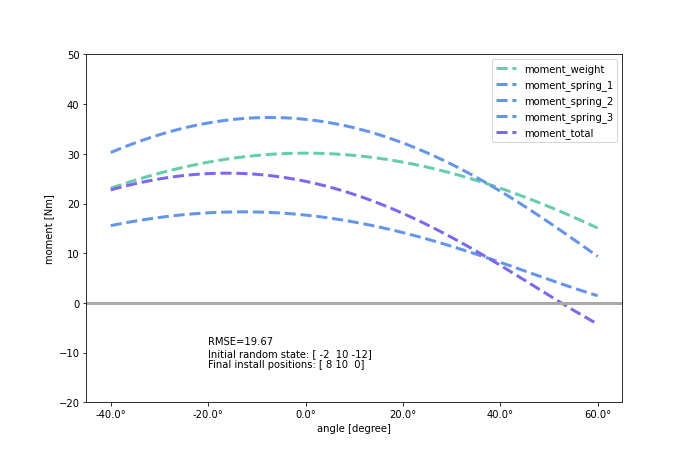 50
40
30
20
10
0
−10
−20
moment [Nm]
-40.0°
-20.0°
0.0°
20.0°
40.0°
60.0°
angle [degree]
moment_weight
moment_spring_1
moment_spring_2
moment_spring_3
moment_total
RMSE=19.67
Initial random state: [ -2  10 -12]
Final install positions: [ 8 10  0]